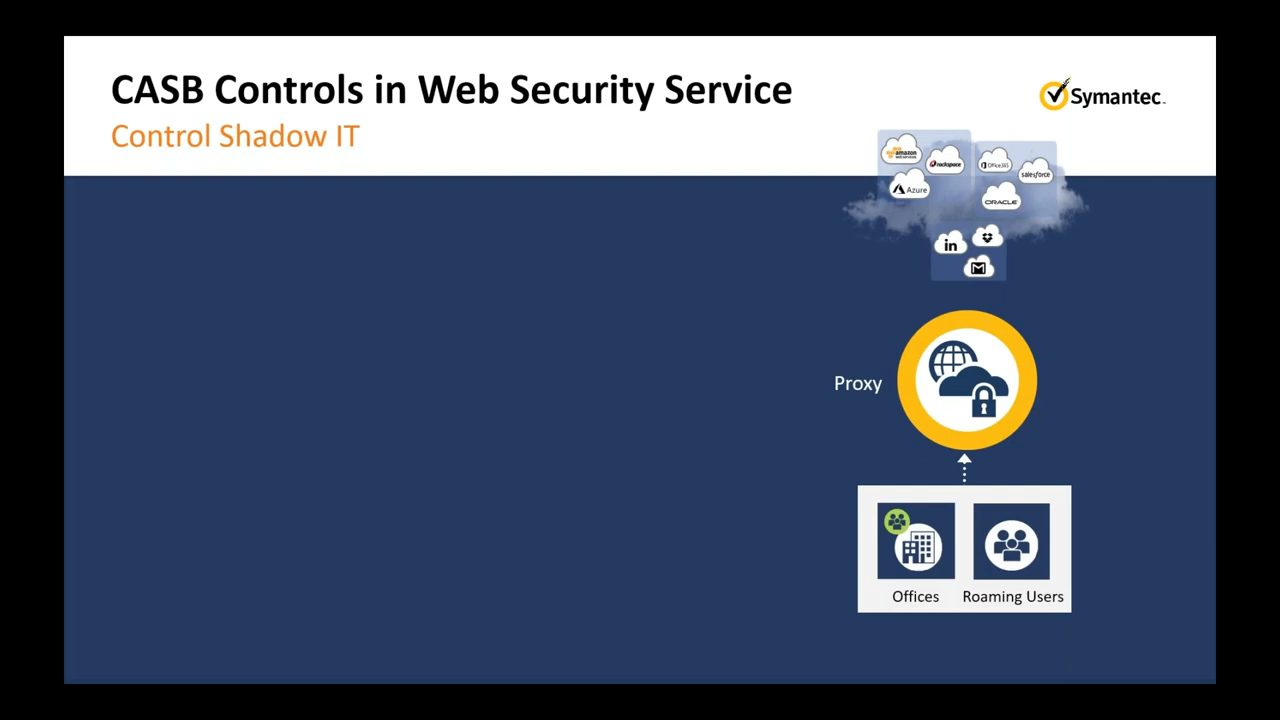 CASB Controls in Web Security Service
Control Shadow IT
Symantec™
amazon
web services
rackspace
Office 365
salesforce
Azure
ORACLE
in
M
Proxy
Offices
Roaming Users